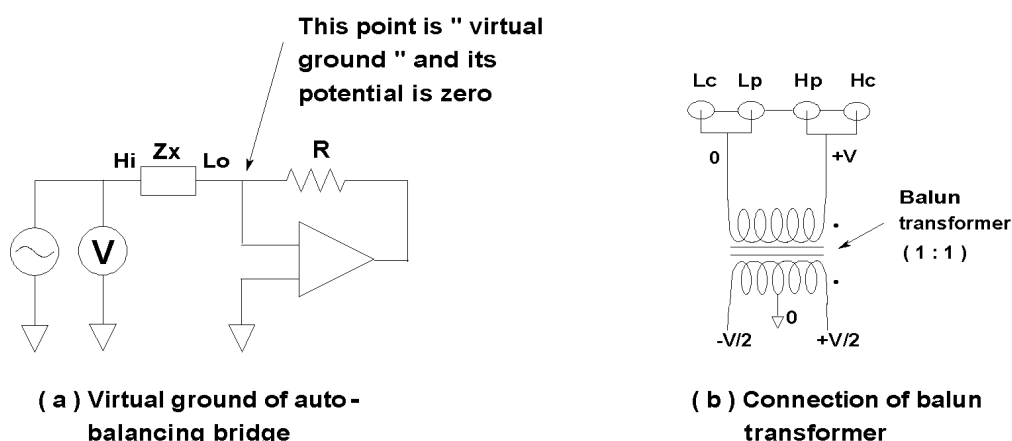 This point is " virtual
ground " and its
potential is zero
Hi
Zx
Lo
R
V
( a ) Virtual ground of auto -
balancing bridge
Lc Lp Hp Hc
0
+V
Balun
transformer
( 1 : 1 )
0
-V/2
+V/2
( b ) Connection of balun
transformer